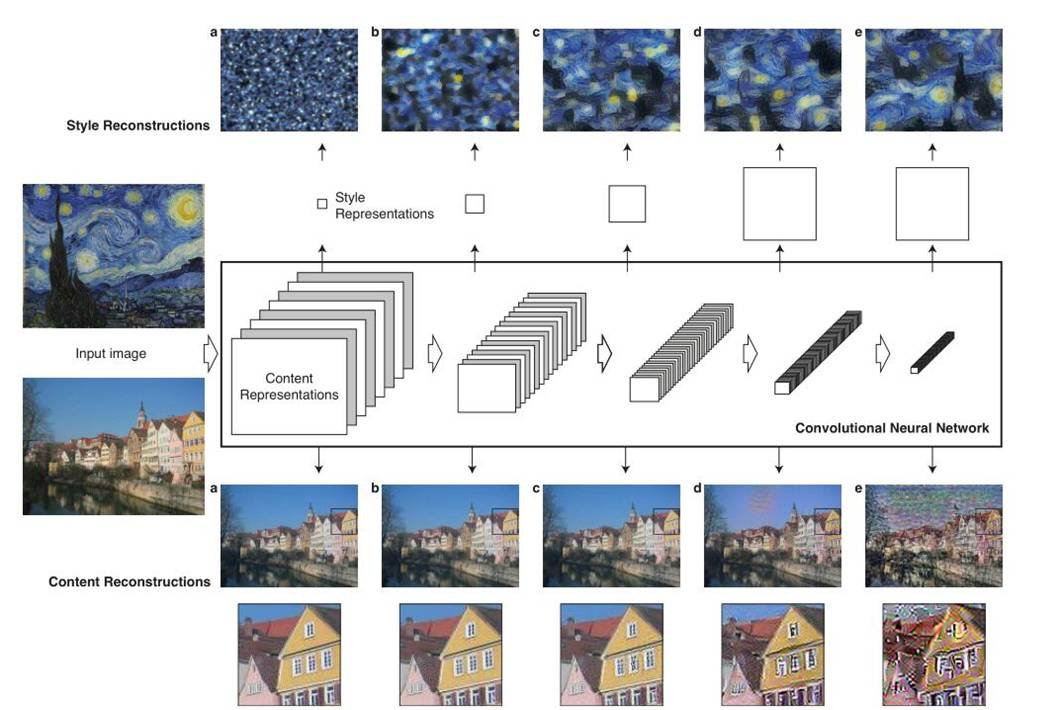 a b c d e
Style Reconstructions
Style
Representations
Input image
Content
Representations
Convolutional Neural Network
a b c d e
Content Reconstructions